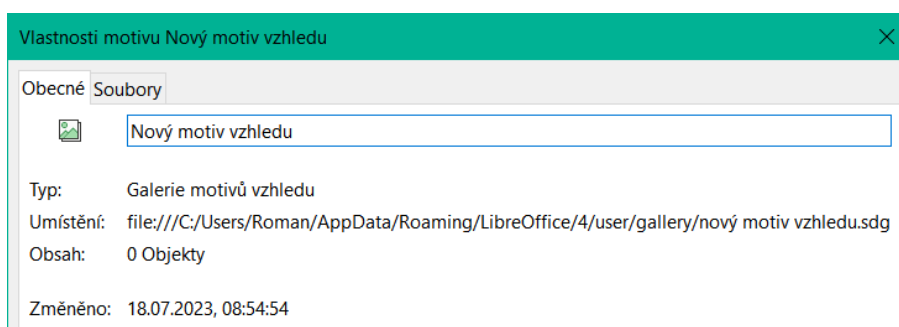 Vlastnosti motivu Nový motiv vzhledu
Obecné Soubory
Nový motiv vzhledu
Typ: Galerie motivů vzhledu
Umístění: file:///C:/Users/Roman/AppData/Roaming/LibreOffice/4/user/gallery/nový motiv vzhledu.sdg
Obsah: 0 Objekty
Změněno: 18.07.2023, 08:54:54